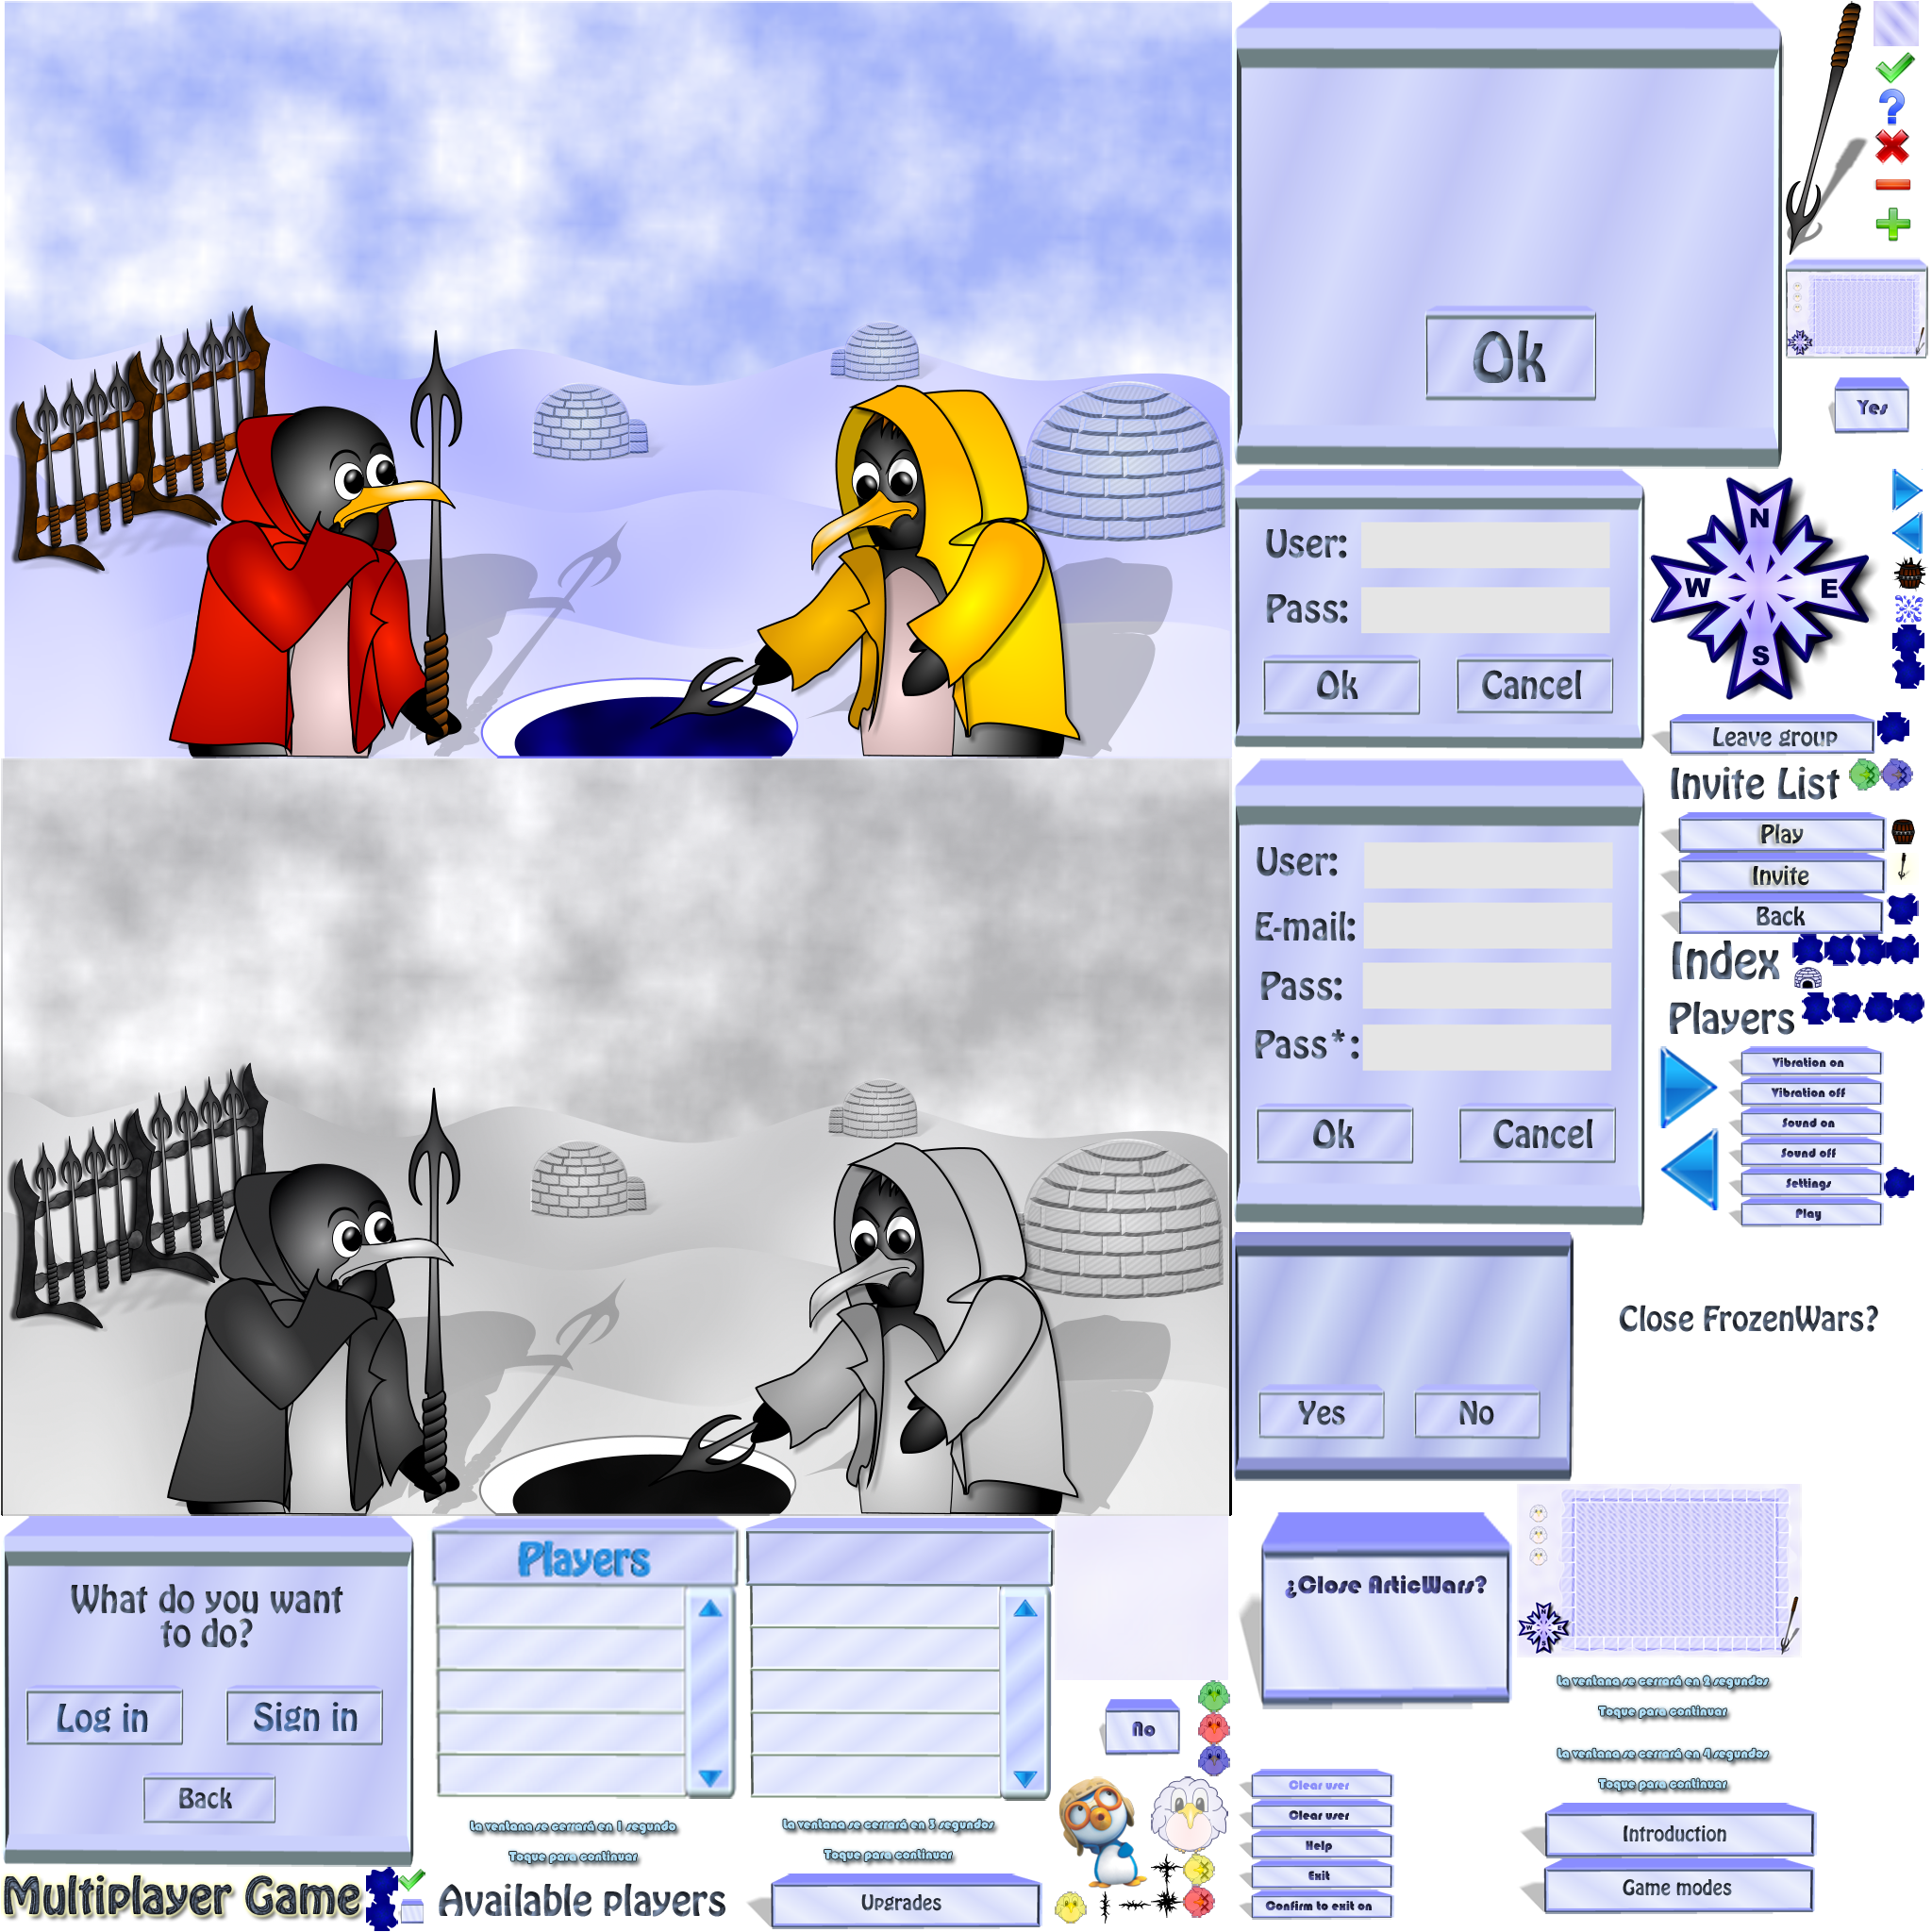 Ok
Yes
User:
Pass:
Ok
Cancel
N
W
E
S
Leave group
Invite List
Play
Invite
Back
Index
Players
User:
E-mail:
Pass:
Pass*:
Ok
Cancel
Vibration on
Vibration off
Sound on
Sound off
Settings
Play
Yes
No
Close FrozenWars?
What do you want
to do?
Log in
Sign in
Back
Players
¿Close ArticWars?
No
La ventana se cerrará en 2 segundos
Toque para continuar
La ventana se cerrará en 4 segundos
Toque para continuar
La ventana se cerrará en 1 segundo
Toque para continuar
La ventana se cerrará en 3 segundos
Toque para continuar
Clear user
Clear user
Help
Exit
Confirm to exit on
Introduction
Game modes
Multiplayer Game
Available players
Upgrades